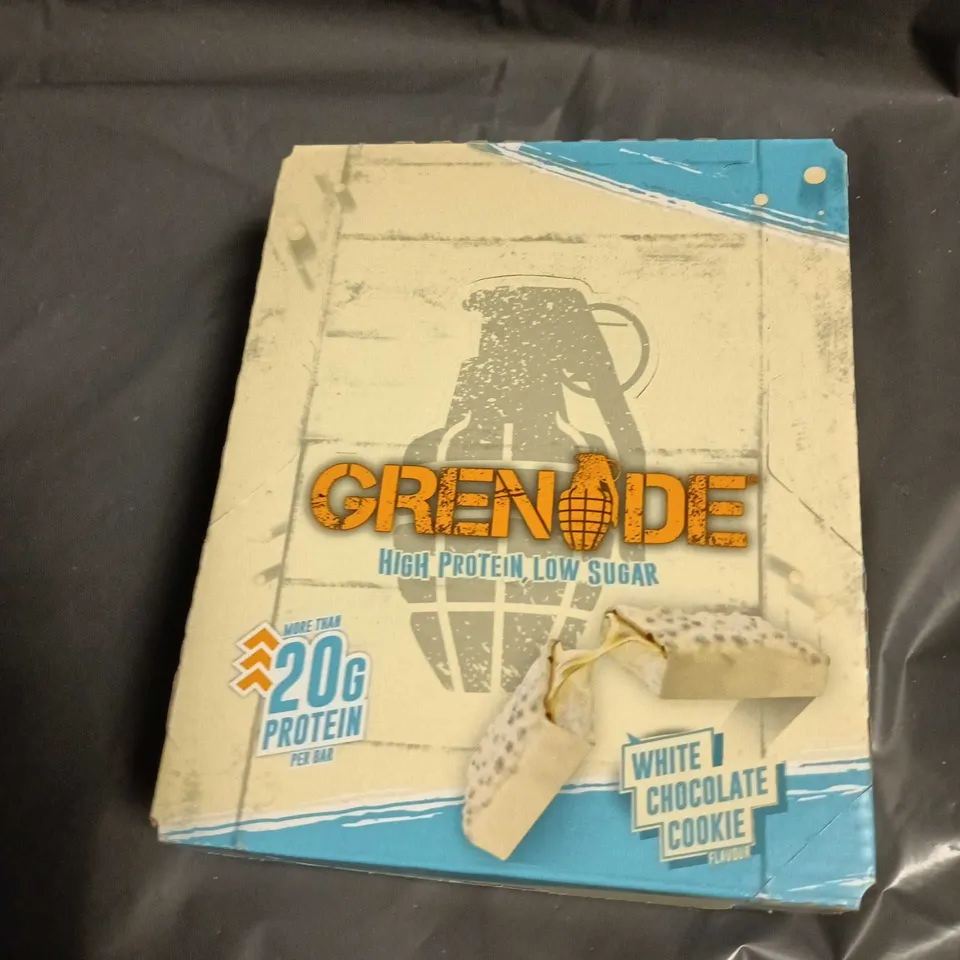 GRENADE
HIGH PROTEIN, LOW SUGAR
MORE THAN
20G
PROTEIN
PER BAR
WHITE
CHOCOLATE
COOKIE
FLAVOUR